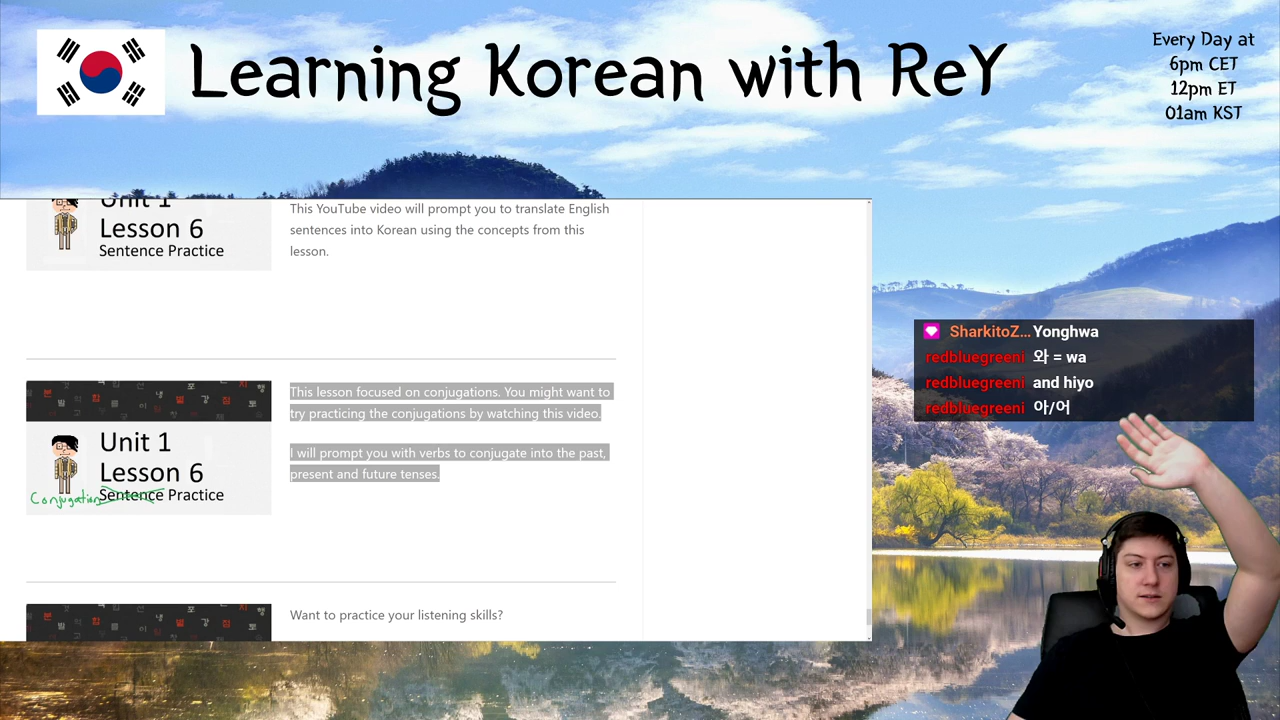 Learning Korean with ReY
Every Day at
6pm CET
12pm ET
01am KST
Unit 1
Lesson 6
Sentence Practice
This YouTube video will prompt you to translate English
sentences into Korean using the concepts from this
lesson.
SharkitoZ... Yonghwa
redbluegreeni 와 = wa
redbluegreeni and hiyo
redbluegreeni 아/어
This lesson focused on conjugations. You might want to
try practicing the conjugations by watching this video.
I will prompt you with verbs to conjugate into the past,
present and future tenses.
Unit 1
Lesson 6
Conjugation Sentence Practice
Want to practice your listening skills?